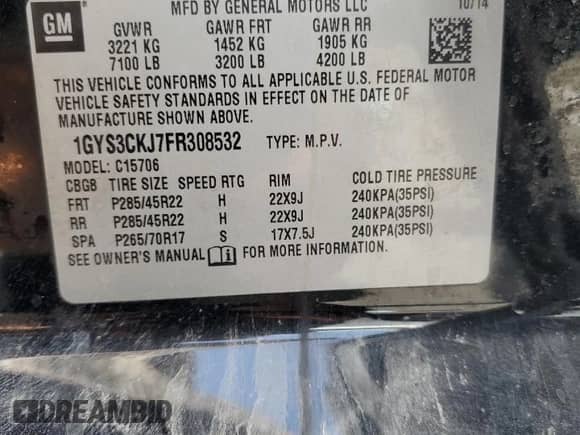 MFD BY GENERAL MOTORS LLC 10/14
GM
GVWR GAWR FRT GAWR RR
3221 KG 1452 KG 1905 KG
7100 LB 3200 LB 4200 LB
THIS VEHICLE CONFORMS TO ALL APPLICABLE U.S. FEDERAL MOTOR
VEHICLE SAFETY STANDARDS IN EFFECT ON THE DATE OF
MANUFACTURE SHOWN ABOVE.
1GYS3CKJ7FR308532 TYPE: M.P.V.
MODEL: C15706
CBGB TIRE SIZE SPEED RTG RIM COLD TIRE PRESSURE
FRT P285/45R22 H 22X9J 240KPA(35PSI)
RR P285/45R22 H 22X9J 240KPA(35PSI)
SPA P265/70R17 S 17X7.5J 240KPA(35PSI)
SEE OWNER'S MANUAL i FOR MORE INFORMATION.
DREAMBID